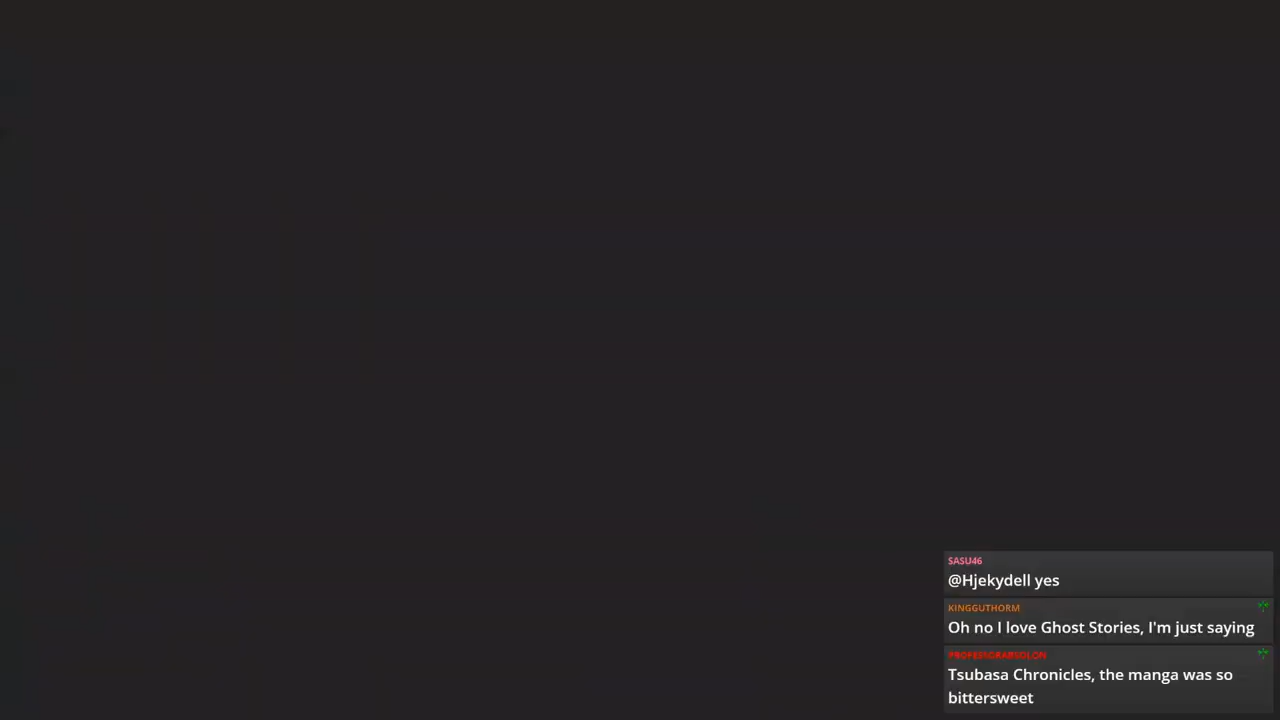 SASU46
@Hjekydell yes
KINGGUTHORM
Oh no I love Ghost Stories, I'm just saying
Tsubasa Chronicles, the manga was so
bittersweet